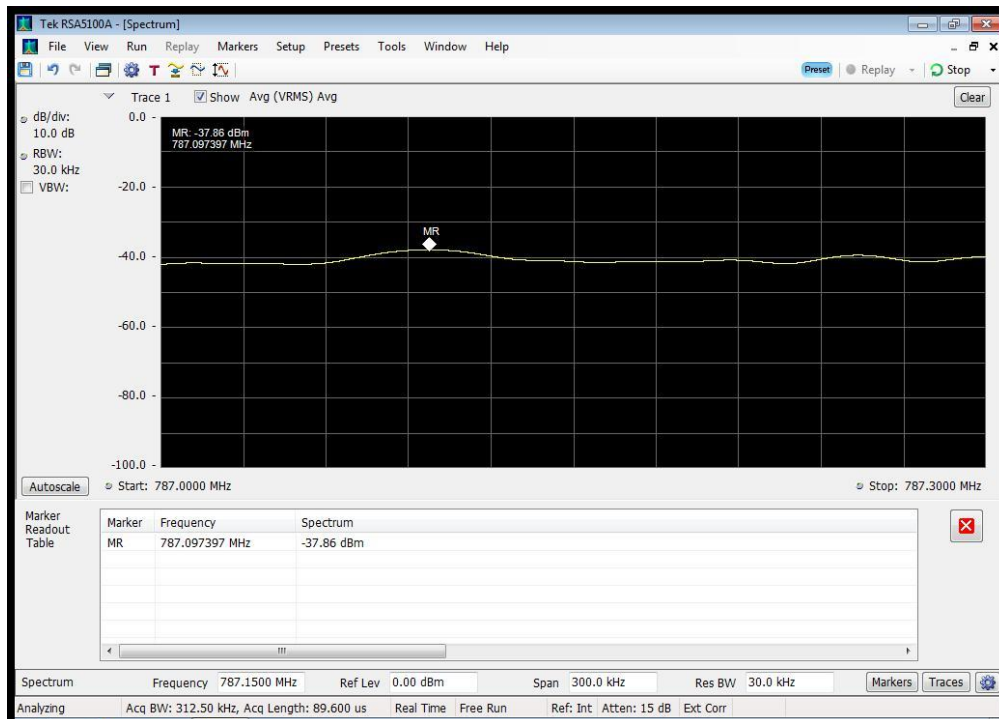 Tek RSA5100A - [Spectrum]
File View Run Replay Markers Setup Presets Tools Window Help
T
Preset Replay Stop
Trace 1 Show Avg (VRMS) Avg Clear
dB/div:
10.0 dB
RBW:
30.0 kHz
VBW:
0.0
MR: -37.86 dBm
787.097397 MHz
-20.0
MR
-40.0
-60.0
-80.0
-100.0
Autoscale Start: 787.0000 MHz Stop: 787.3000 MHz
Marker
Readout
Table
Marker Frequency Spectrum
MR 787.097397 MHz -37.86 dBm
Spectrum Frequency 787.1500 MHz Ref Lev 0.00 dBm Span 300.0 kHz Res BW 30.0 kHz Markers Traces
Analyzing Acq BW: 312.50 kHz, Acq Length: 89.600 us Real Time Free Run Ref: Int Atten: 15 dB Ext Corr